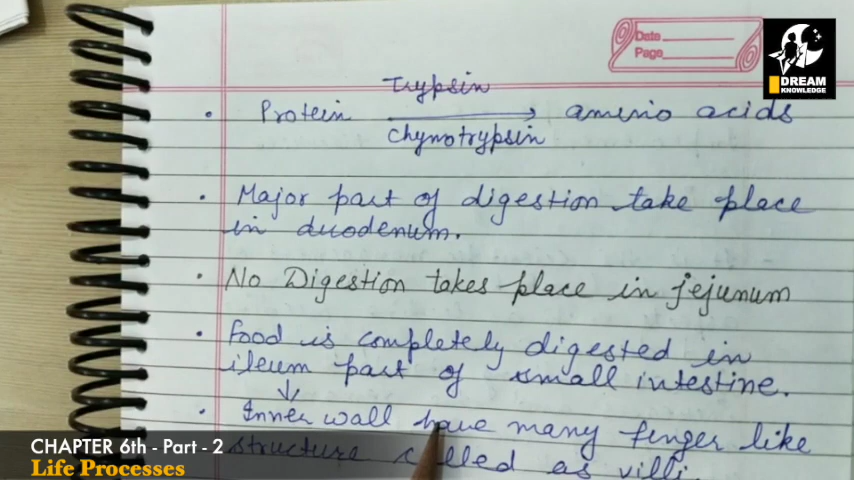 Date
Page
DREAM
KNOWLEDGE
Trypsin
• Protein → amino acids
chymotrypsin
• Major part of digestion take place
in duodenum.
• No Digestion takes place in jejunum
• Food is completely digested in
ileum part of small intestine.
↓
• Inner wall have many finger like
structure called as villi
CHAPTER 6th - Part - 2
Life Processes